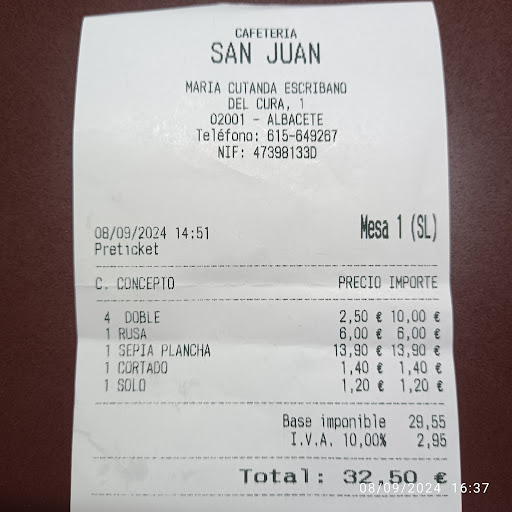 CAFETERIA
SAN JUAN
MARIA CUTANDA ESCRIBANO
DEL CURA, 1
02001 - ALBACETE
Teléfono: 615-649267
NIF: 47398133D
08/09/2024 14:51 Mesa 1 (SL)
Preticket
C. CONCEPTO PRECIO IMPORTE
4 DOBLE 2,50 € 10,00 €
1 RUSA 6,00 € 6,00 €
1 SEPIA PLANCHA 13,90 € 13,90 €
1 CORTADO 1,40 € 1,40 €
1 SOLO 1,20 € 1,20 €
Base imponible 29,55
I.V.A. 10,00% 2,95
Total: 32,50 €
08/09/2024 16:37